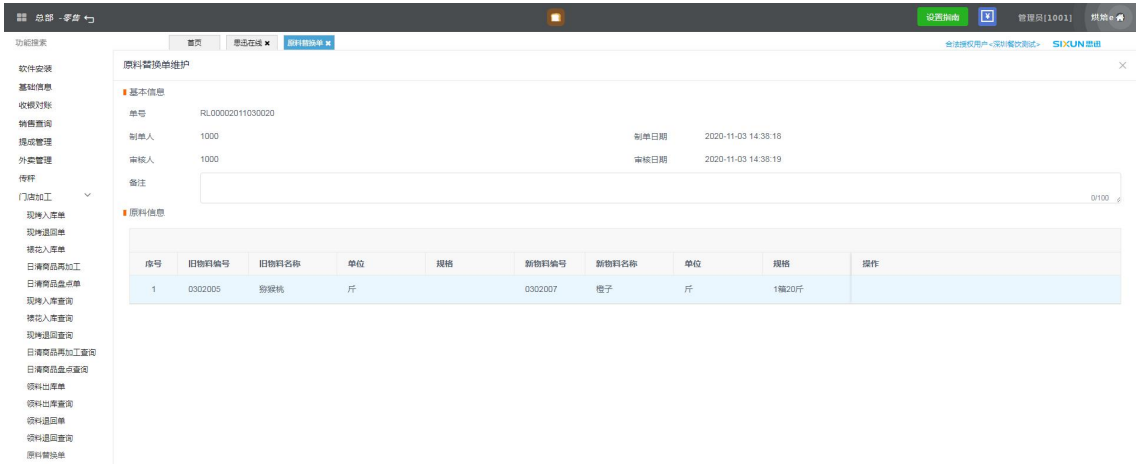 总部 -零售
设置指南
管理员[1001]
烘焙e
功能搜索
首页
思迅在线 ×
原料替换单 ×
合法授权用户<深圳餐饮测试>
SIXUN思迅
软件安装
基础信息
收银对账
销售查询
提成管理
外卖管理
传秤
门店加工
现烤入库单
现烤退回单
裱花入库单
日清商品再加工
日清商品盘点单
现烤入库查询
裱花入库查询
现烤退回查询
日清商品再加工查询
日清商品盘点查询
领料出库单
领料出库查询
领料退回单
领料退回查询
原料替换单
原料替换单维护
基本信息
单号 RL00002011030020
制单人 1000 制单日期 2020-11-03 14:38:18
审核人 1000 审核日期 2020-11-03 14:38:19
备注
0/100
原料信息
序号 旧物料编号 旧物料名称 单位 规格 新物料编号 新物料名称 单位 规格 操作
1 0302005 猕猴桃 斤 0302007 橙子 斤 1箱20斤